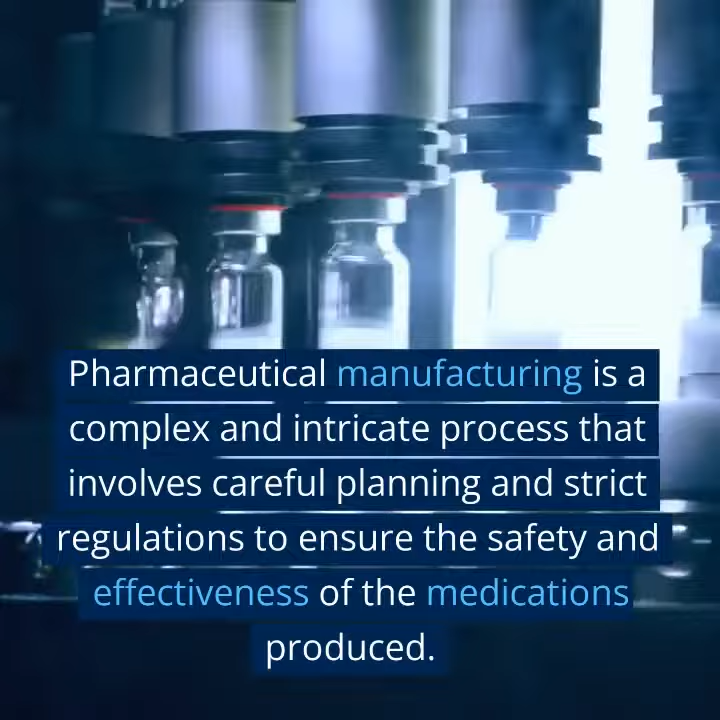 Pharmaceutical manufacturing is a
complex and intricate process that
involves careful planning and strict
regulations to ensure the safety and
effectiveness of the medications
produced.